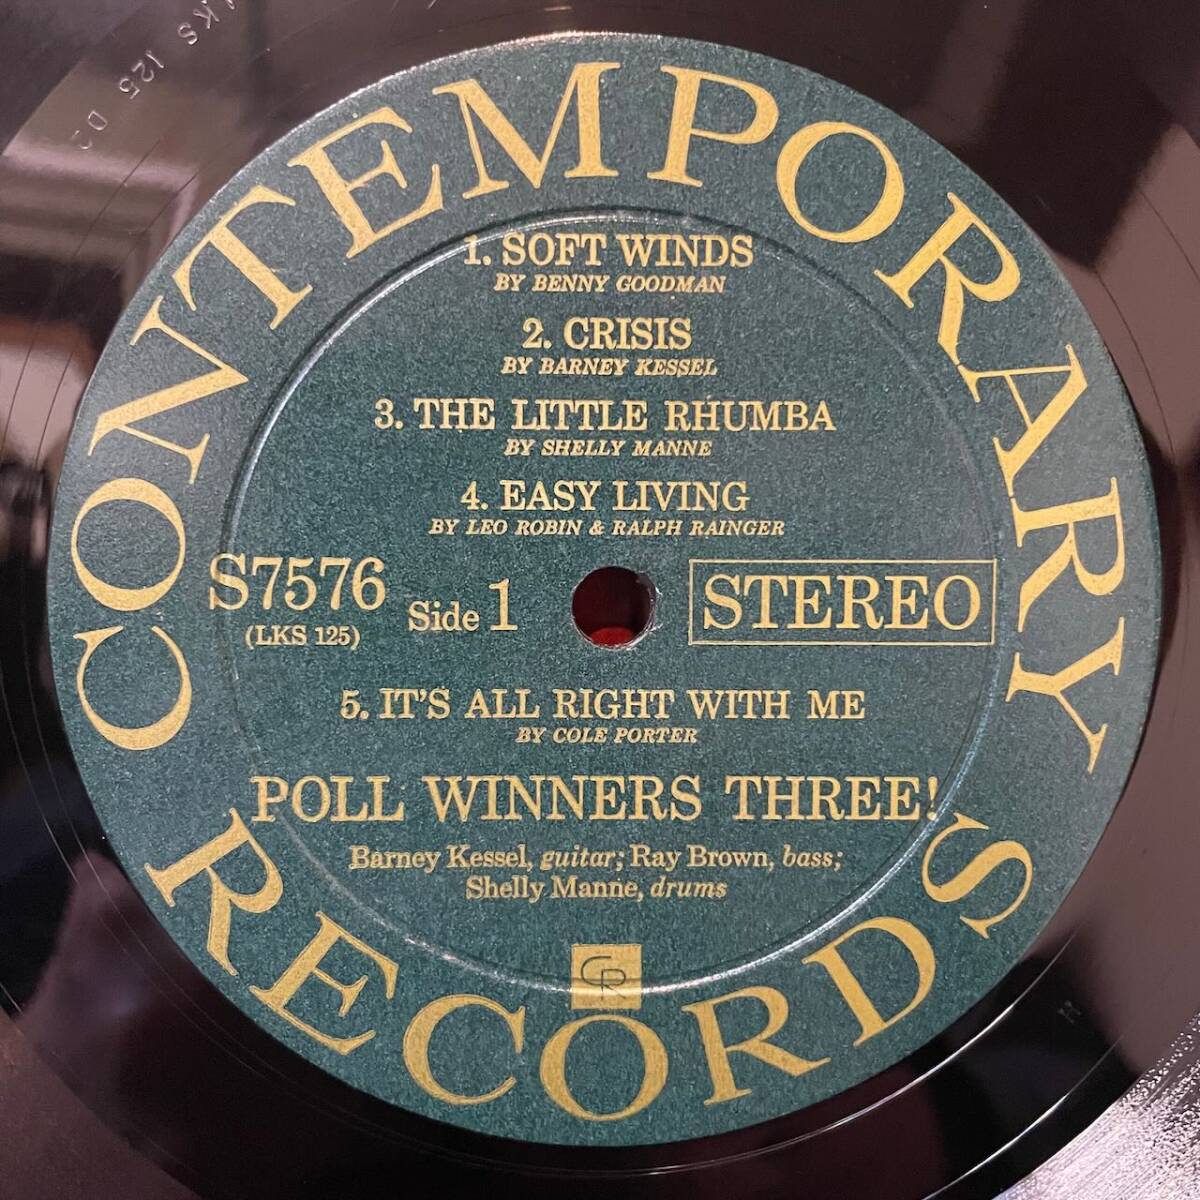 CONTEMPORARY
1. SOFT WINDS
BY BENNY GOODMAN
2. CRISIS
BY BARNEY KESSEL
3. THE LITTLE RHUMBA
BY SHELLY MANNE
4. EASY LIVING
BY LEO ROBIN & RALPH RAINGER
S7576
(LKS 125)
Side 1
STEREO
5. IT'S ALL RIGHT WITH ME
BY COLE PORTER
POLL WINNERS THREE!
Barney Kessel, guitar; Ray Brown, bass;
Shelly Manne, drums
CR
RECORDS
LKS 125